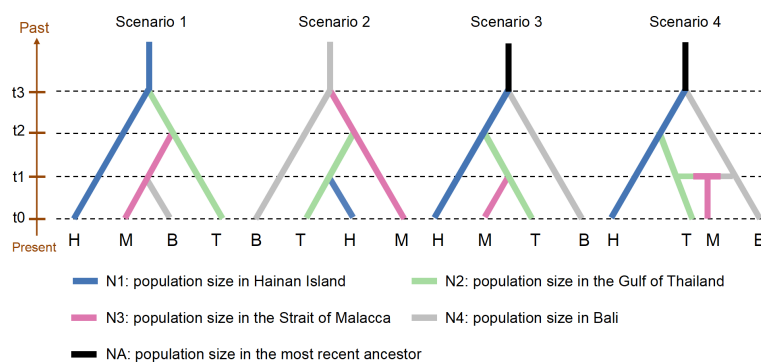 Past
Scenario 1
Scenario 2
Scenario 3
Scenario 4
t3
t2
t1
t0
Present
H M B T
B T H M
H M T B
H T M B
N1: population size in Hainan Island
N2: population size in the Gulf of Thailand
N3: population size in the Strait of Malacca
N4: population size in Bali
NA: population size in the most recent ancestor